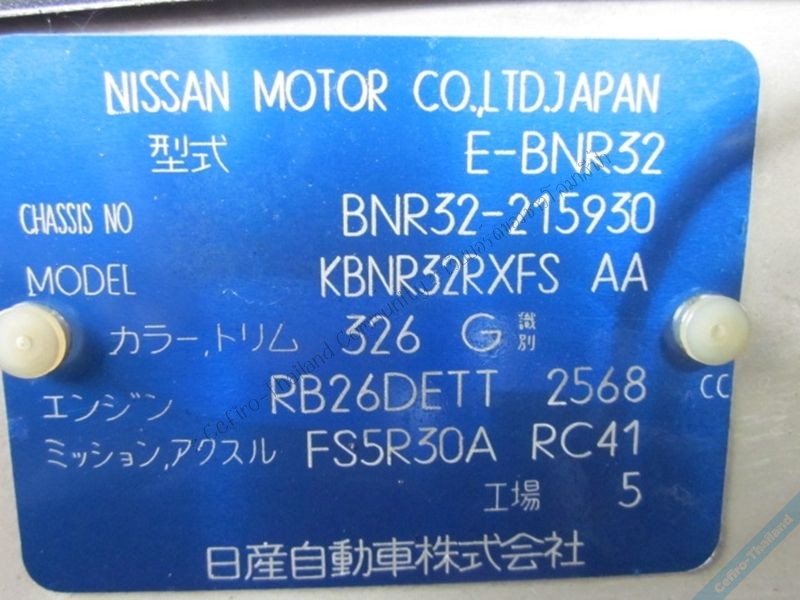 NISSAN MOTOR CO.,LTD.JAPAN
型式 E-BNR32
CHASSIS NO BNR32-215930
MODEL KBNR32RXFS AA
カラー,トリム 326 G 識別
エンジン RB26DETT 2568 CC
ミッション,アクスル FS5R30A RC41
工場 5
日産自動車株式会社
Cefiro-Thailand